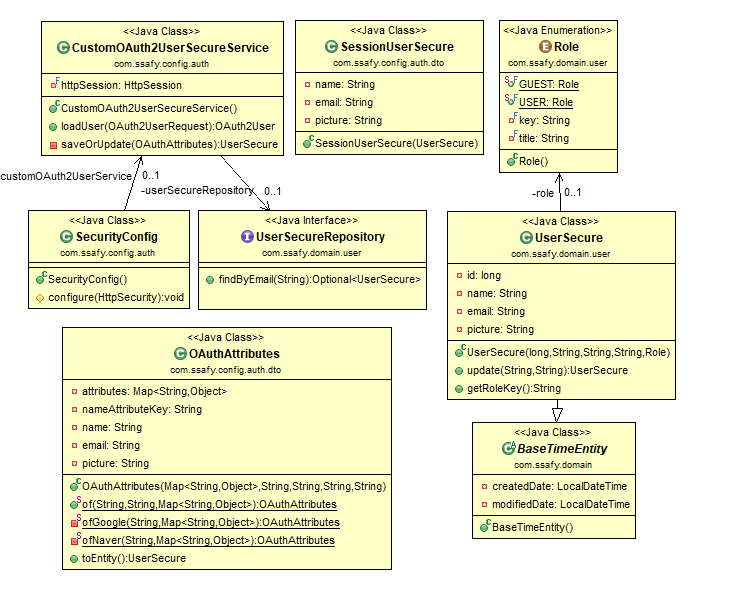 <<Java Class>>
CustomOAuth2UserSecureService
com.ssafy.config.auth
httpSession: HttpSession
CustomOAuth2UserSecureService()
loadUser(OAuth2UserRequest):OAuth2User
saveOrUpdate(OAuthAttributes):UserSecure
<<Java Class>>
SessionUserSecure
com.ssafy.config.auth.dto
name: String
email: String
picture: String
SessionUserSecure(UserSecure)
<<Java Enumeration>>
Role
com.ssafy.domain.user
GUEST: Role
USER: Role
key: String
title: String
Role()
customOAuth2UserService
0..1
-userSecureRepository
0..1
-role
0..1
<<Java Class>>
SecurityConfig
com.ssafy.config.auth
SecurityConfig()
configure(HttpSecurity):void
<<Java Interface>>
UserSecureRepository
com.ssafy.domain.user
findByEmail(String):Optional<UserSecure>
<<Java Class>>
UserSecure
com.ssafy.domain.user
id: long
name: String
email: String
picture: String
UserSecure(long,String,String,String,Role)
update(String,String):UserSecure
getRoleKey():String
<<Java Class>>
OAuthAttributes
com.ssafy.config.auth.dto
attributes: Map<String,Object>
nameAttributeKey: String
name: String
email: String
picture: String
OAuthAttributes(Map<String,Object>,String,String,String,String)
of(String,String,Map<String,Object>):OAuthAttributes
ofGoogle(String,Map<String,Object>):OAuthAttributes
ofNaver(String,Map<String,Object>):OAuthAttributes
toEntity():UserSecure
<<Java Class>>
BaseTimeEntity
com.ssafy.domain
createdDate: LocalDateTime
modifiedDate: LocalDateTime
BaseTimeEntity()